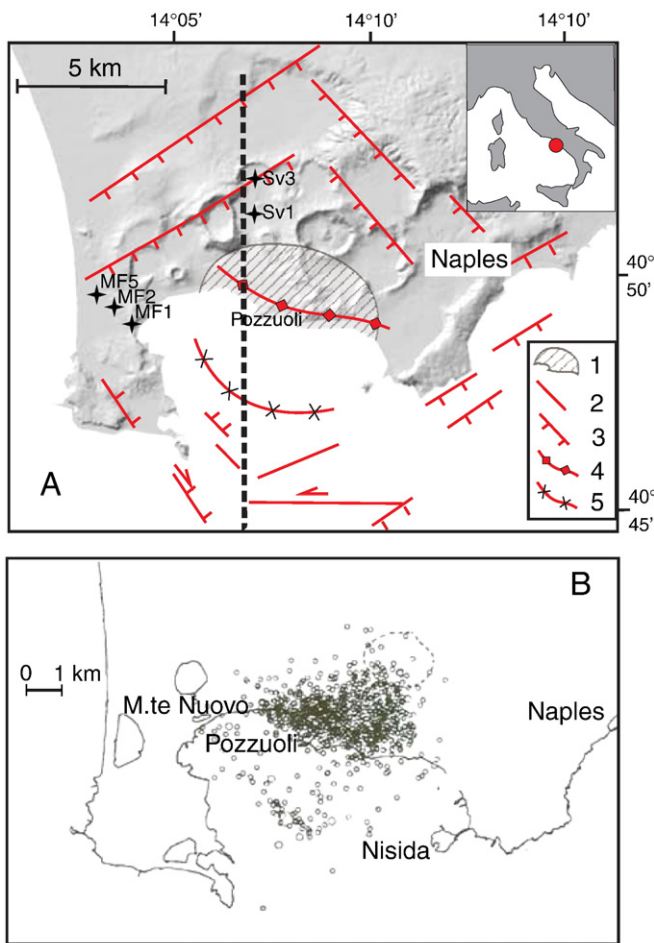 14°05' 14°10' 14°10'
5 km
Sv3
Sv1
Naples
40°
50'
MF5
MF2
MF1
Pozzuoli
1
2
3
4
5
A
40°
45'
B
0 1 km
M.te Nuovo
Naples
Pozzuoli
Nisida